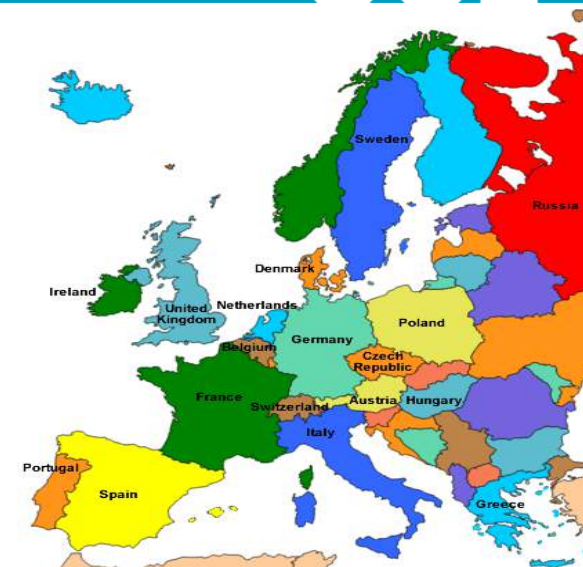 Sweden
Russia
Denmark
Ireland
Netherlands
United
Kingdom
Poland
Belgium
Germany
Czech
Republic
France
Switzerland
Austria
Hungary
Italy
Portugal
Spain
Greece